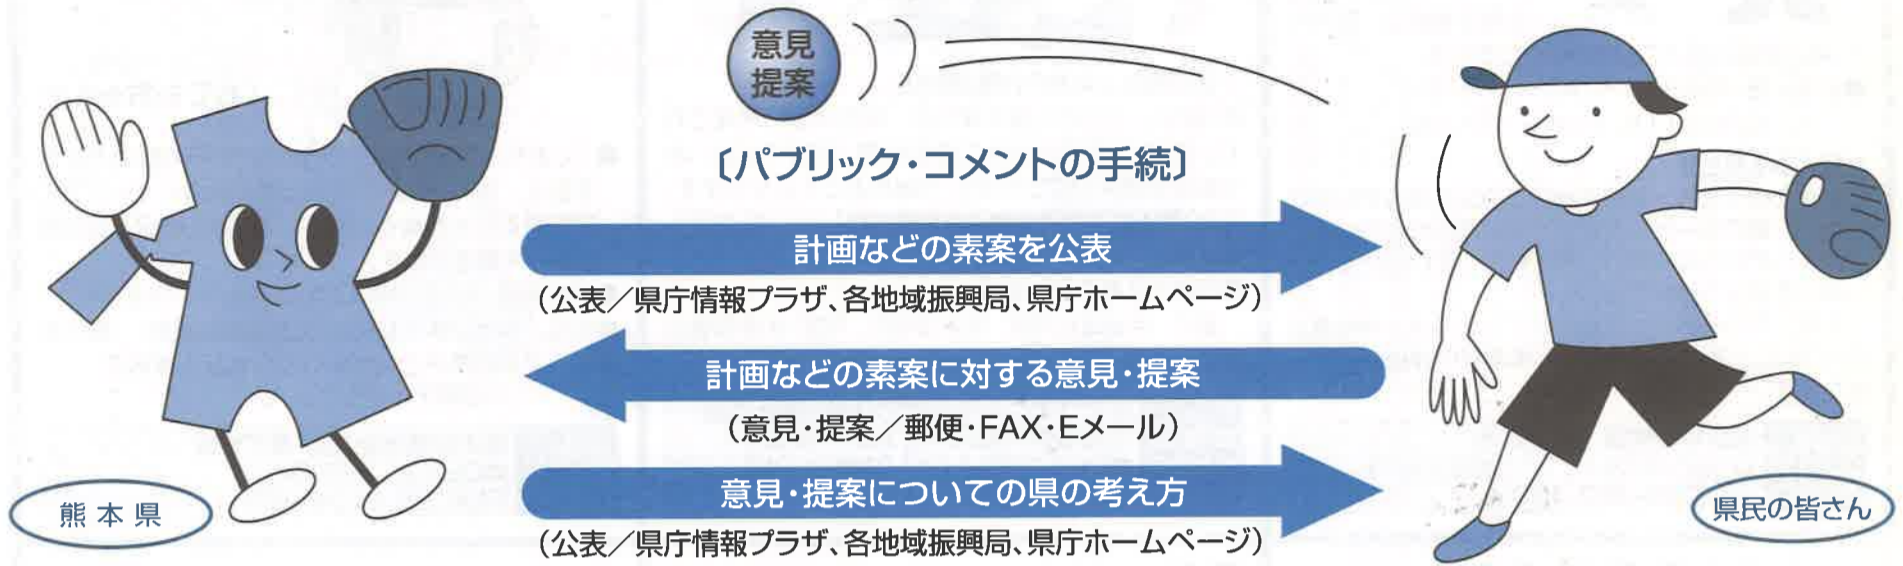 意見
提案
〔パブリック・コメントの手続〕
計画などの素案を公表
（公表／県庁情報プラザ、各地域振興局、県庁ホームページ）
計画などの素案に対する意見・提案
（意見・提案／郵便・FAX・Eメール）
意見・提案についての県の考え方
（公表／県庁情報プラザ、各地域振興局、県庁ホームページ）
熊本県
県民の皆さん